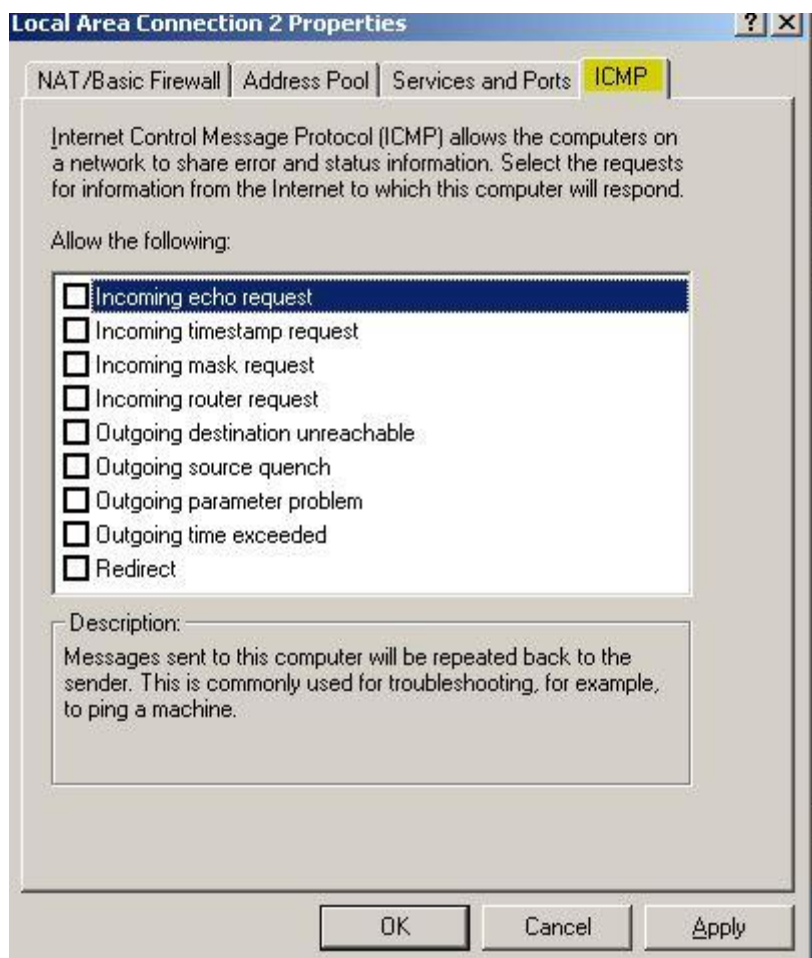 Local Area Connection 2 Properties
NAT/Basic Firewall Address Pool Services and Ports ICMP
Internet Control Message Protocol (ICMP) allows the computers on
a network to share error and status information. Select the requests
for information from the Internet to which this computer will respond.
Allow the following:
Incoming echo request
Incoming timestamp request
Incoming mask request
Incoming router request
Outgoing destination unreachable
Outgoing source quench
Outgoing parameter problem
Outgoing time exceeded
Redirect
Description:
Messages sent to this computer will be repeated back to the
sender. This is commonly used for troubleshooting, for example,
to ping a machine.
OK Cancel Apply